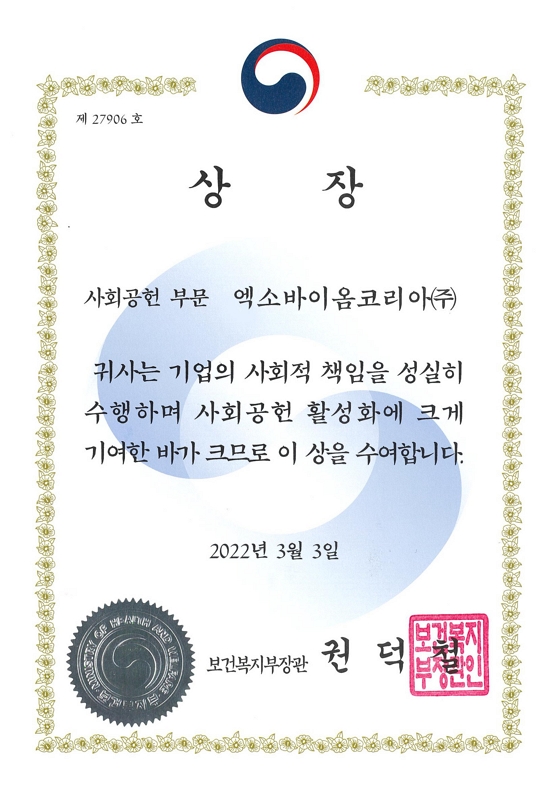 제 27906 호
상 장
사회공헌 부문 엑소바이옴코리아㈜
귀사는 기업의 사회적 책임을 성실히
수행하며 사회공헌 활성화에 크게
기여한 바가 크므로 이 상을 수여합니다.
2022년 3월 3일
보건복지부장관 권 덕 철
보건복지
부장관인
MINISTRY OF HEALTH AND WELFARE